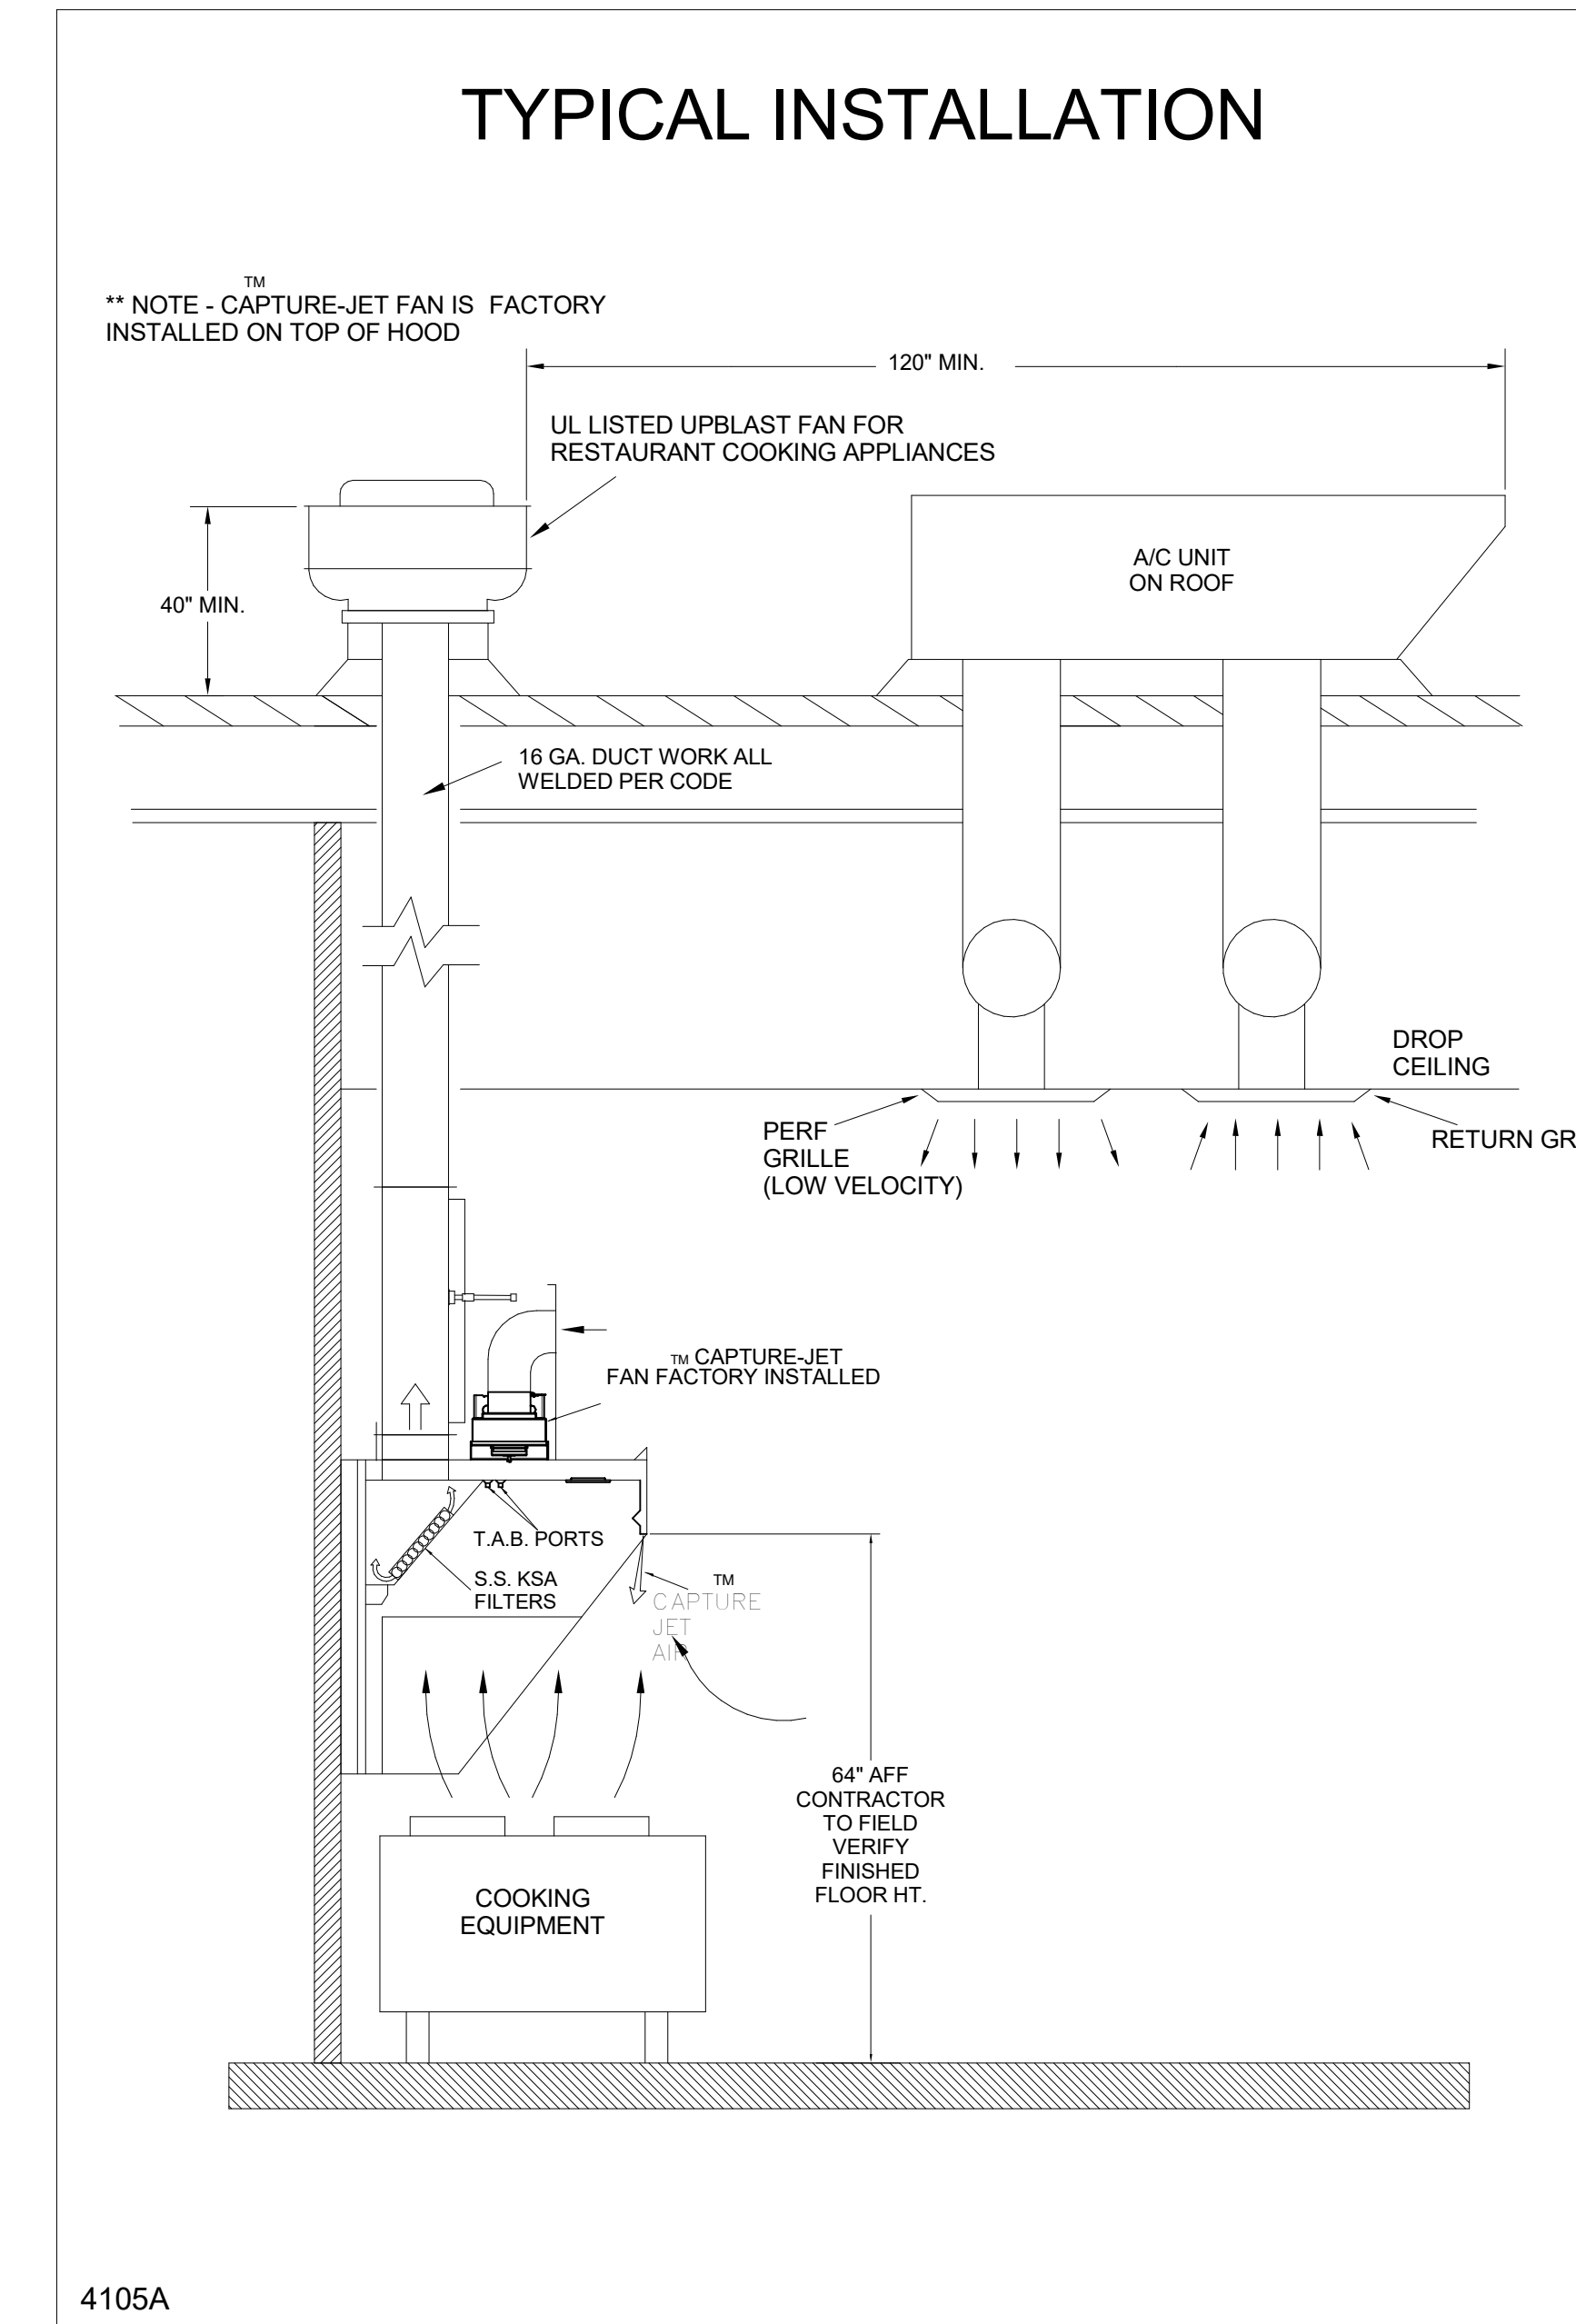 TYPICAL INSTALLATION
TM
** NOTE - CAPTURE-JET FAN IS FACTORY
INSTALLED ON TOP OF HOOD
120" MIN.
UL LISTED UPBLAST FAN FOR
RESTAURANT COOKING APPLIANCES
A/C UNIT
ON ROOF
40" MIN.
16 GA. DUCT WORK ALL
WELDED PER CODE
DROP
CEILING
PERF
GRILLE
(LOW VELOCITY)
RETURN GR
TM CAPTURE-JET
FAN FACTORY INSTALLED
T.A.B. PORTS
S.S. KSA
FILTERS
TM
CAPTURE
JET
AIR
64" AFF
CONTRACTOR
TO FIELD
VERIFY
FINISHED
FLOOR HT.
COOKING
EQUIPMENT
4105A